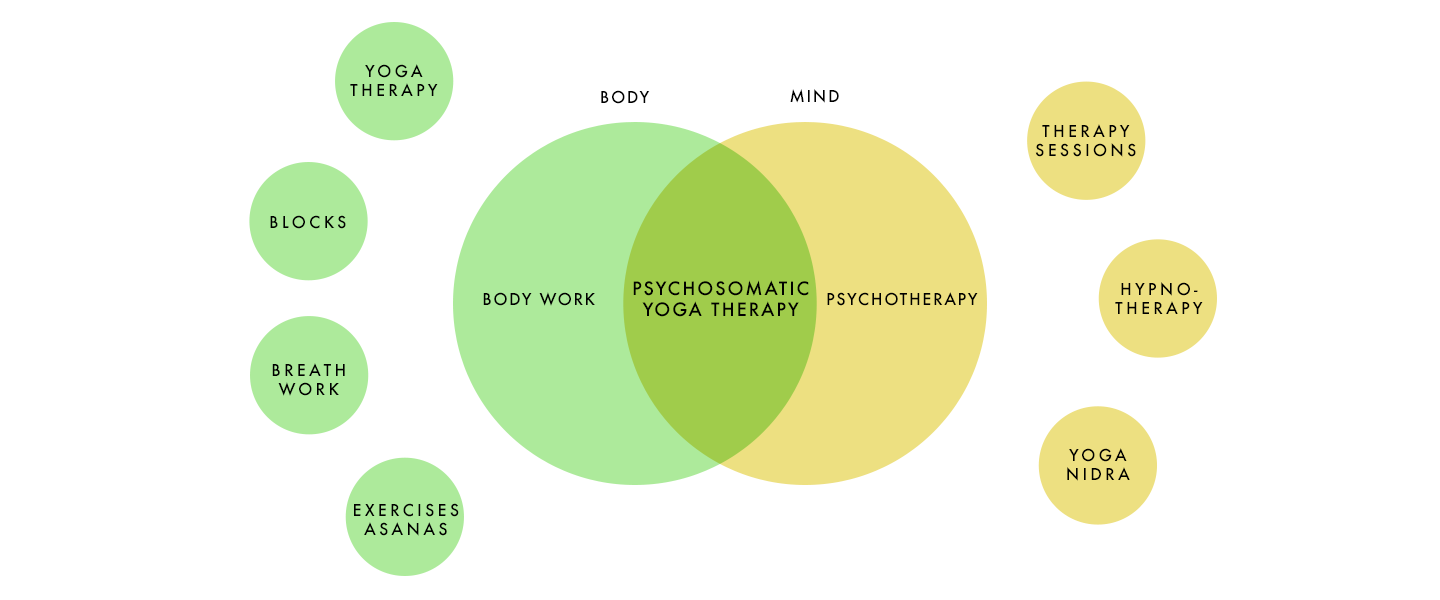 YOGA
THERAPY
BLOCKS
BREATH
WORK
EXERCISES
ASANAS
BODY
MIND
BODY WORK
PSYCHOSOMATIC
YOGA THERAPY
PSYCHOTHERAPY
THERAPY
SESSIONS
HYPNO-
THERAPY
YOGA
NIDRA